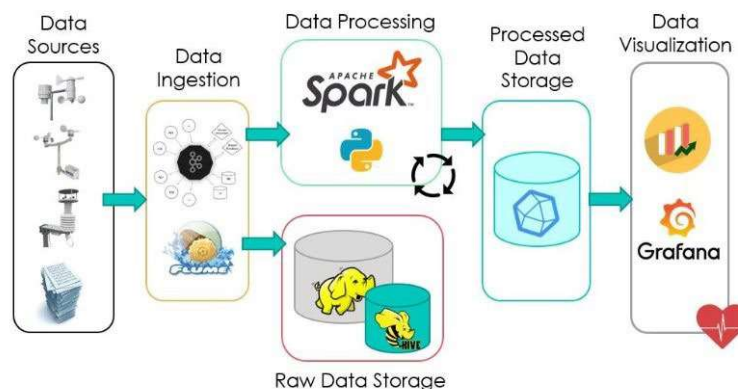 Data
Sources
Data
Ingestion
Data Processing
Processed
Data
Storage
Data
Visualization
APACHE
Spark
FLUME
HIVE
Grafana
Raw Data Storage